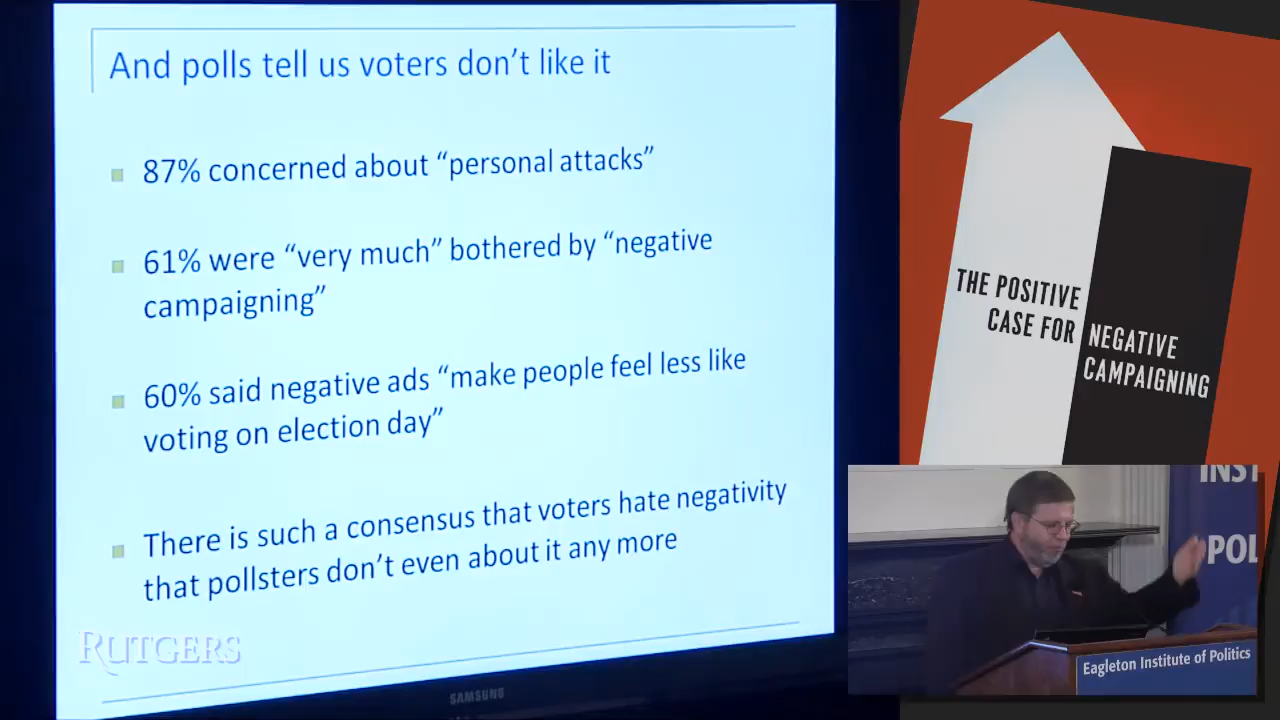 And polls tell us voters don't like it
87% concerned about "personal attacks"
61% were "very much" bothered by "negative
campaigning"
60% said negative ads "make people feel less like
voting on election day"
There is such a consensus that voters hate negativity
that pollsters don't even about it any more
RUTGERS
SAMSUNG
THE POSITIVE
CASE FOR
NEGATIVE
CAMPAIGNING
INST
POL
Eagleton Institute of Politics